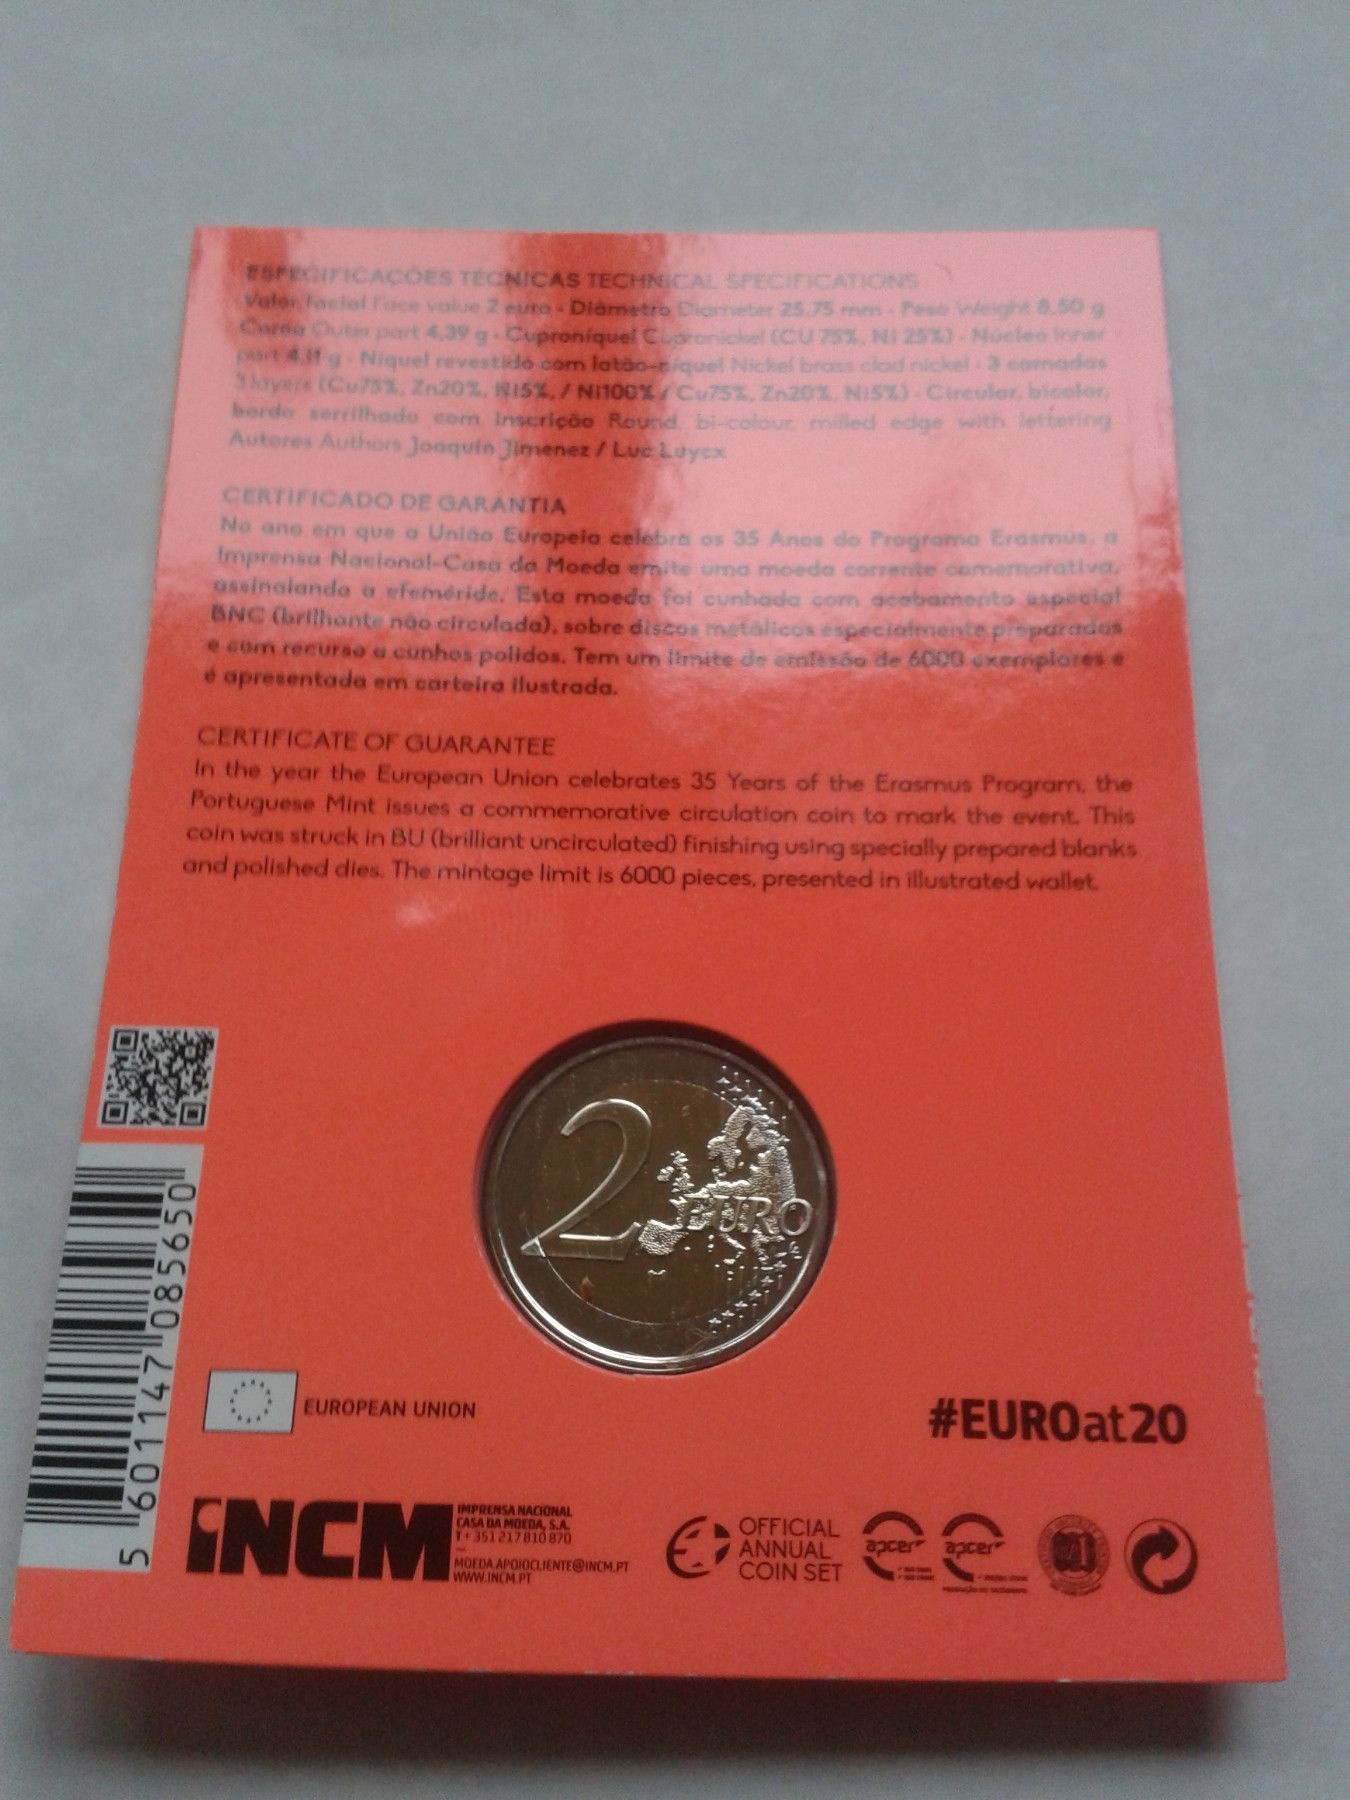 ESPECIFICAÇÕES TÉCNICAS TECHNICAL SPECIFICATIONS
Valor facial Face value 2 euro - Diâmetro Diameter 25,75 mm - Peso Weight 8,50 g
Coroa Outer part 4,39 g - Cuproníquel Cupronickel (CU 75%, Ni 25%) - Núcleo Inner
part 4,11 g - Níquel revestido com latão-níquel Nickel brass clad nickel - 3 camadas
3 layers (Cu75%, Zn20%, Ni5%, / Ni100% / Cu75%, Zn20%, Ni5%) - Circular, bicolor,
bordo serrilhado com inscrição Round, bi-colour, milled edge with lettering
Autores Authors Joaquin Jimenez / Luc Luycx
CERTIFICADO DE GARANTIA
No ano em que a União Europeia celebra os 35 Anos do Programa Erasmus, a
Imprensa Nacional-Casa da Moeda emite uma moeda corrente comemorativa,
assinalando a efeméride. Esta moeda foi cunhada com acabamento especial
BNC (brilhante não circulada), sobre discos metálicos especialmente preparados
e com recurso a cunhos polidos. Tem um limite de emissão de 6000 exemplares e
é apresentada em carteira ilustrada.
CERTIFICATE OF GUARANTEE
In the year the European Union celebrates 35 Years of the Erasmus Program, the
Portuguese Mint issues a commemorative circulation coin to mark the event. This
coin was struck in BU (brilliant uncirculated) finishing using specially prepared blanks
and polished dies. The mintage limit is 6000 pieces, presented in illustrated wallet.
2 EURO
5 601147 085650
EUROPEAN UNION
#EUROat20
INCM
IMPRENSA NACIONAL
CASA DA MOEDA, S.A.
T + 351 217 810 870
MOEDA.APOIOCLIENTE@INCM.PT
WWW.INCM.PT
OFFICIAL
ANNUAL
COIN SET
apcer
apcer